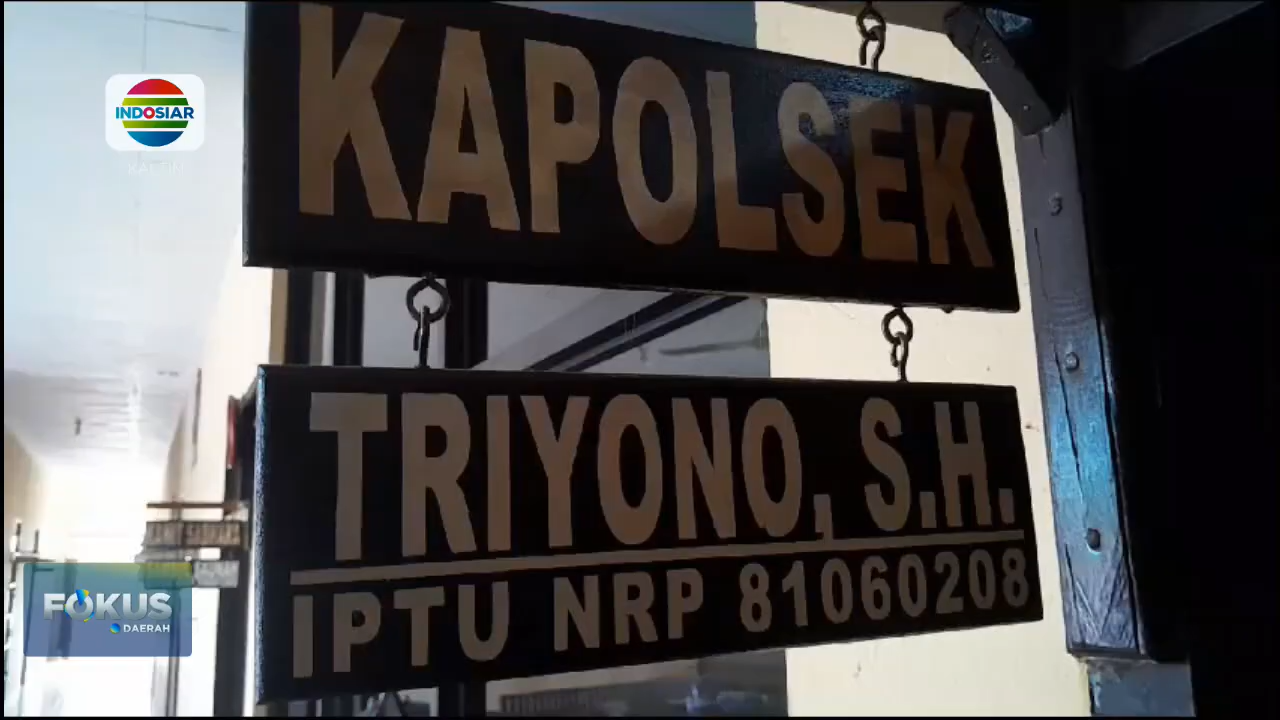 KAPOLSEK
INDOSIAR
TRIYONO, S.H.
IPTU NRP 81060208
FOKUS
DAERAH